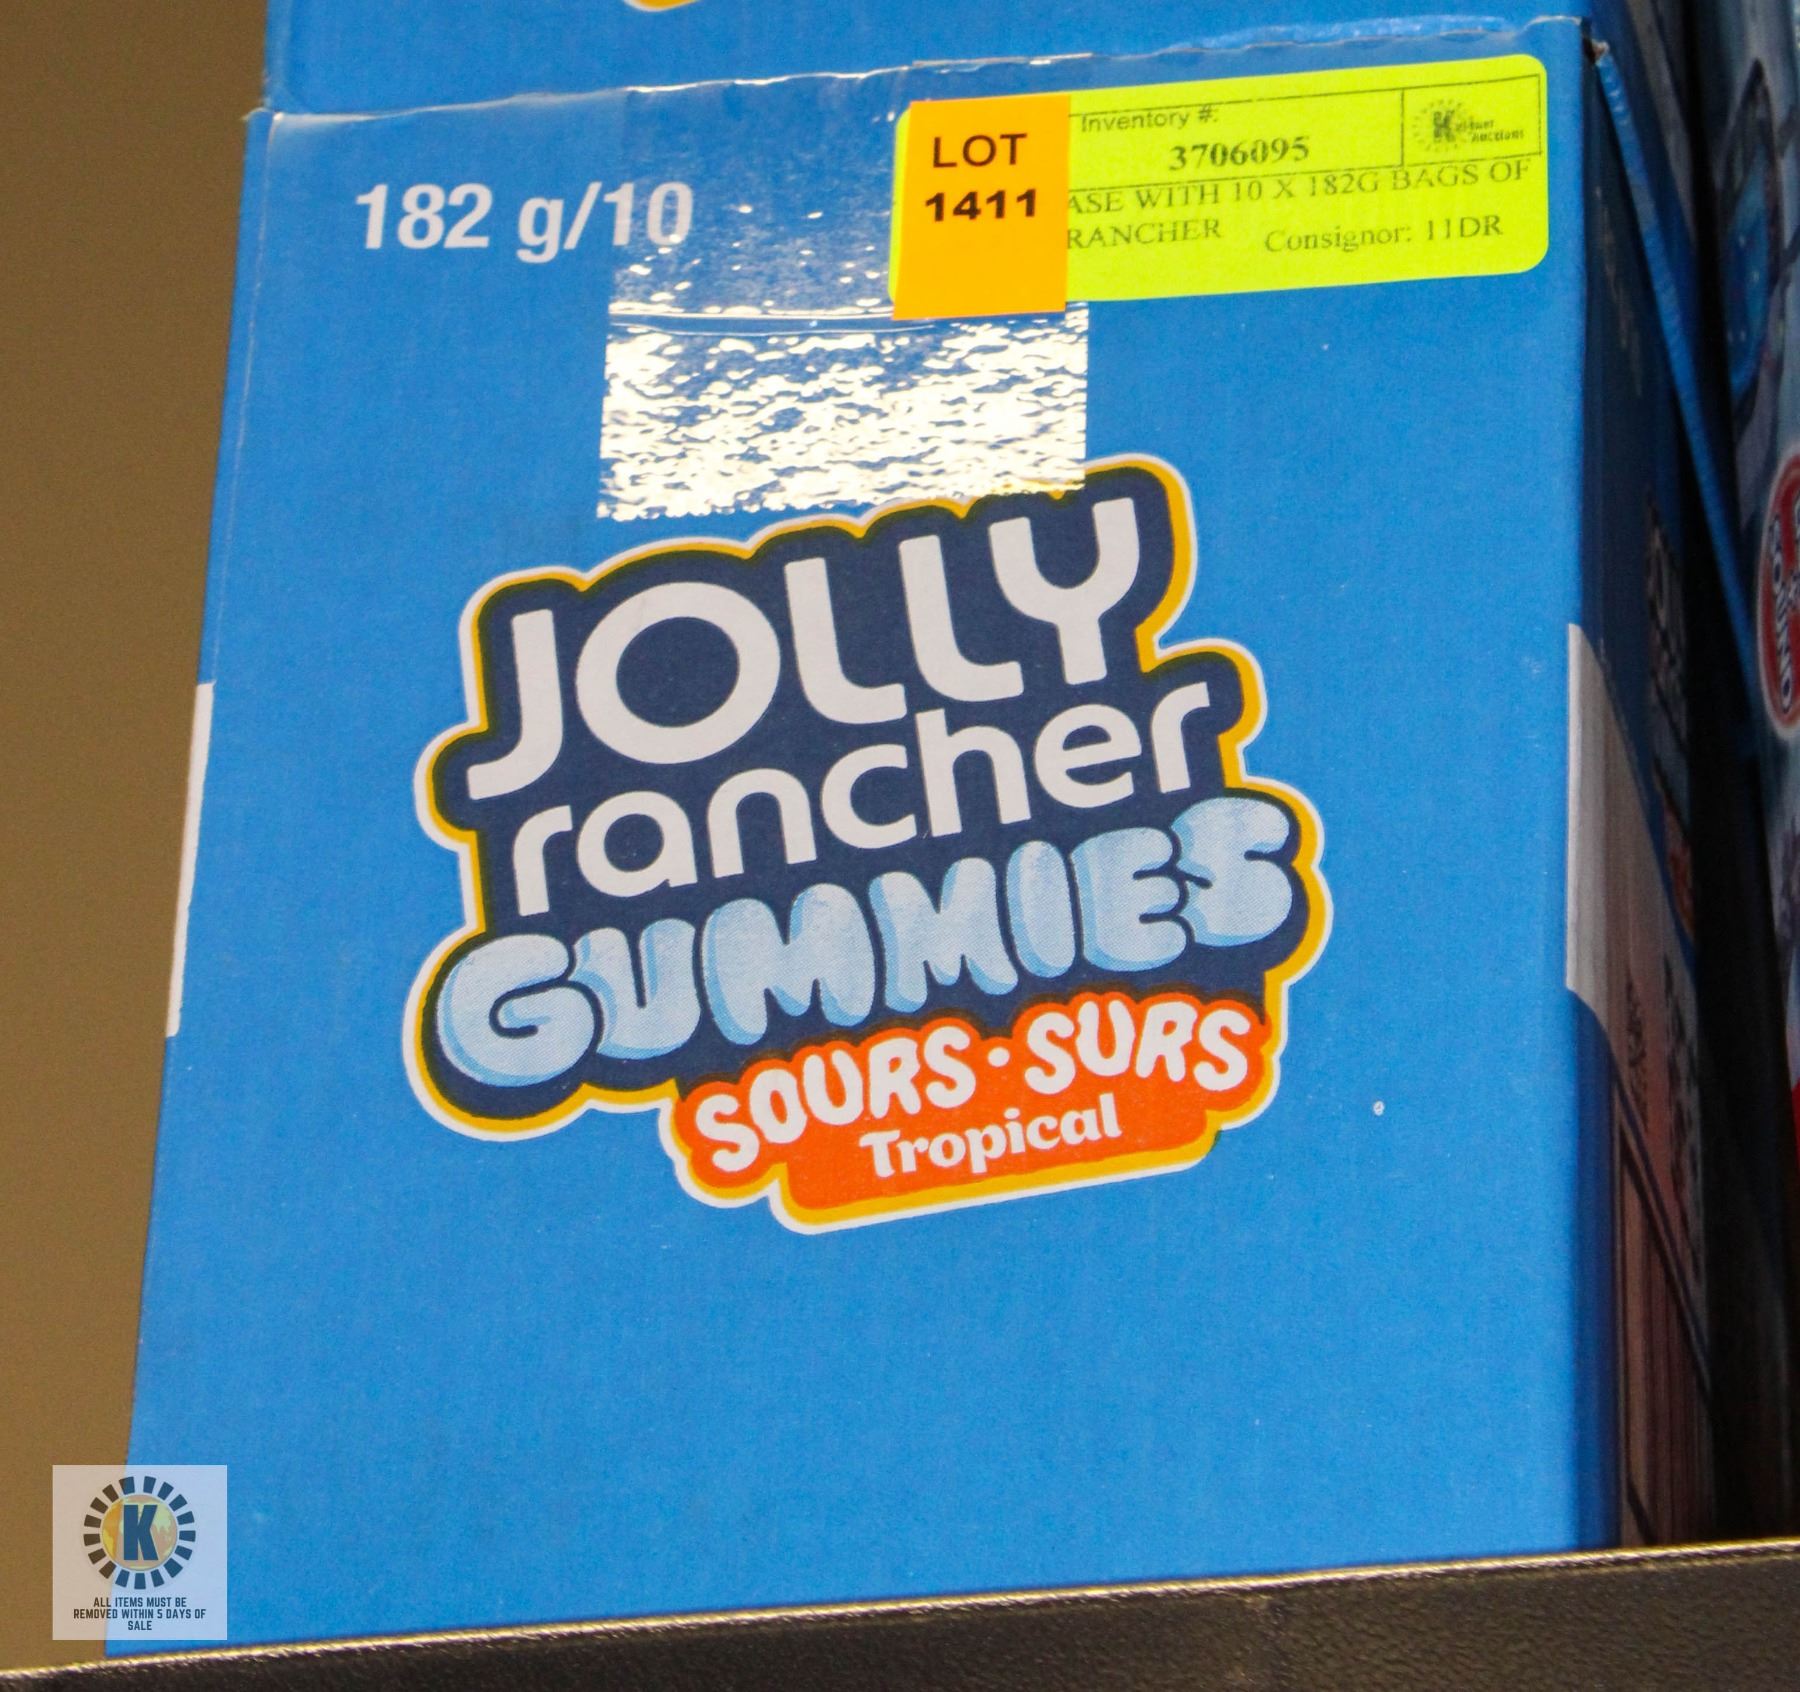 182 g/10
LOT
1411
Inventory #:
3706095
ASE WITH 10 X 182G BAGS OF
RANCHER Consignor: 11DR
JOLLY
rancher
GUMMIES
SOURS • SURS
Tropical
K
ALL ITEMS MUST BE
REMOVED WITHIN 5 DAYS OF
SALE